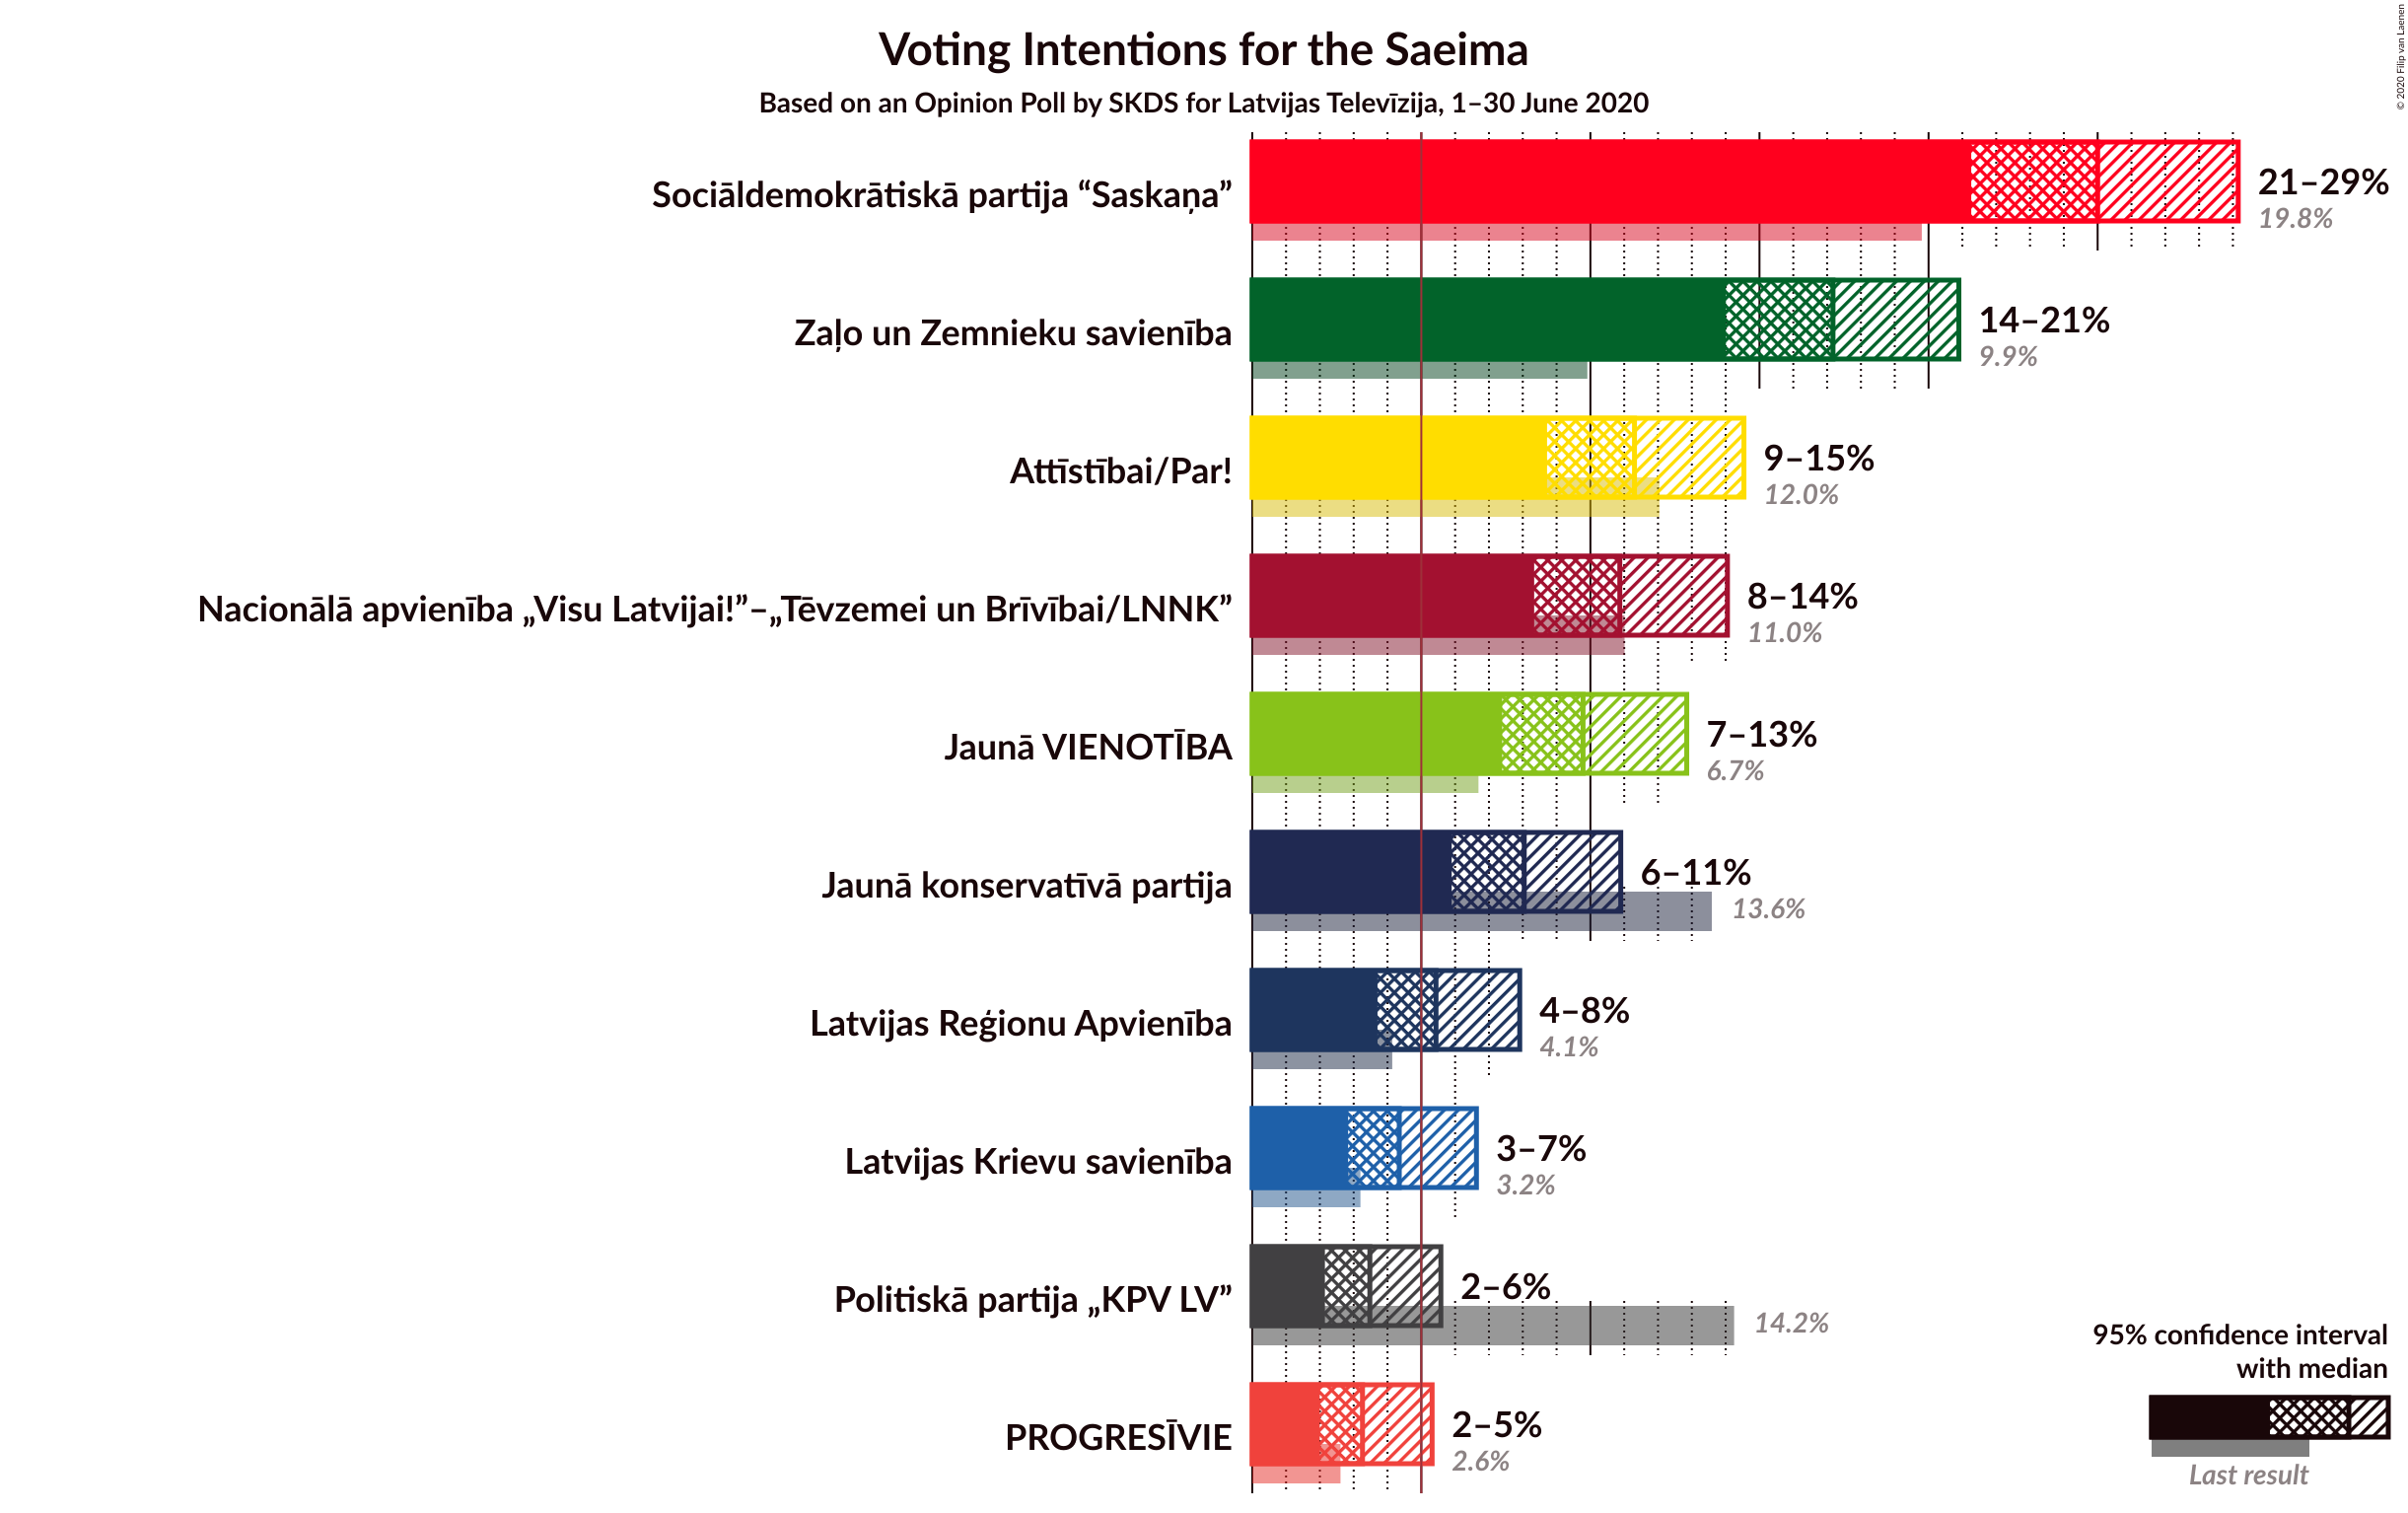 Voting Intentions for the Saeima
Based on an Opinion Poll by SKDS for Latvijas Televīzija, 1–30 June 2020
© 2020 Filip van Laenen
Sociāldemokrātiskā partija “Saskaņa”
21–29%
19.8%
Zaļo un Zemnieku savienība
14–21%
9.9%
Attīstībai/Par!
9–15%
12.0%
Nacionālā apvienība „Visu Latvijai!”–„Tēvzemei un Brīvībai/LNNK”
8–14%
11.0%
Jaunā VIENOTĪBA
7–13%
6.7%
Jaunā konservatīvā partija
6–11%
13.6%
Latvijas Reģionu Apvienība
4–8%
4.1%
Latvijas Krievu savienība
3–7%
3.2%
Politiskā partija „KPV LV”
2–6%
14.2%
PROGRESĪVIE
2–5%
2.6%
95% confidence interval
with median
Last result